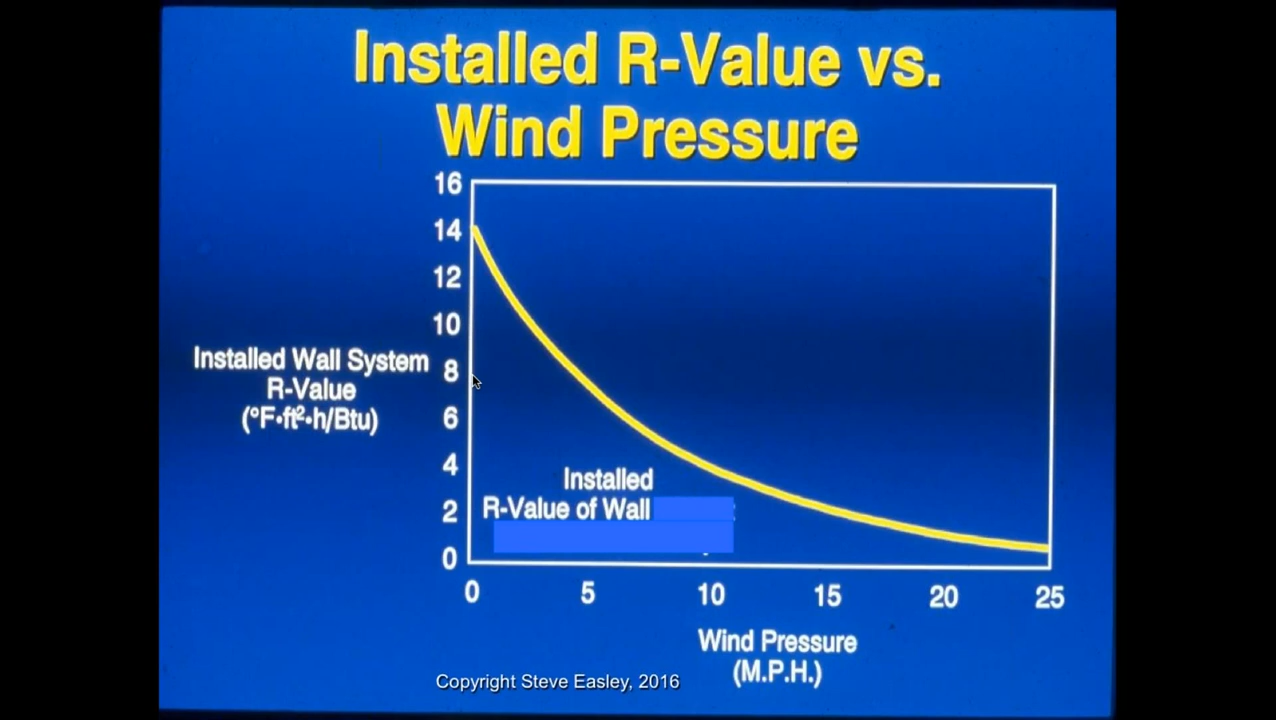 Installed R-Value vs.
Wind Pressure
16
14
12
10
8
6
4
2
0
Installed Wall System
R-Value
(°F•ft²•h/Btu)
Installed
R-Value of Wall
0 5 10 15 20 25
Wind Pressure
(M.P.H.)
Copyright Steve Easley, 2016